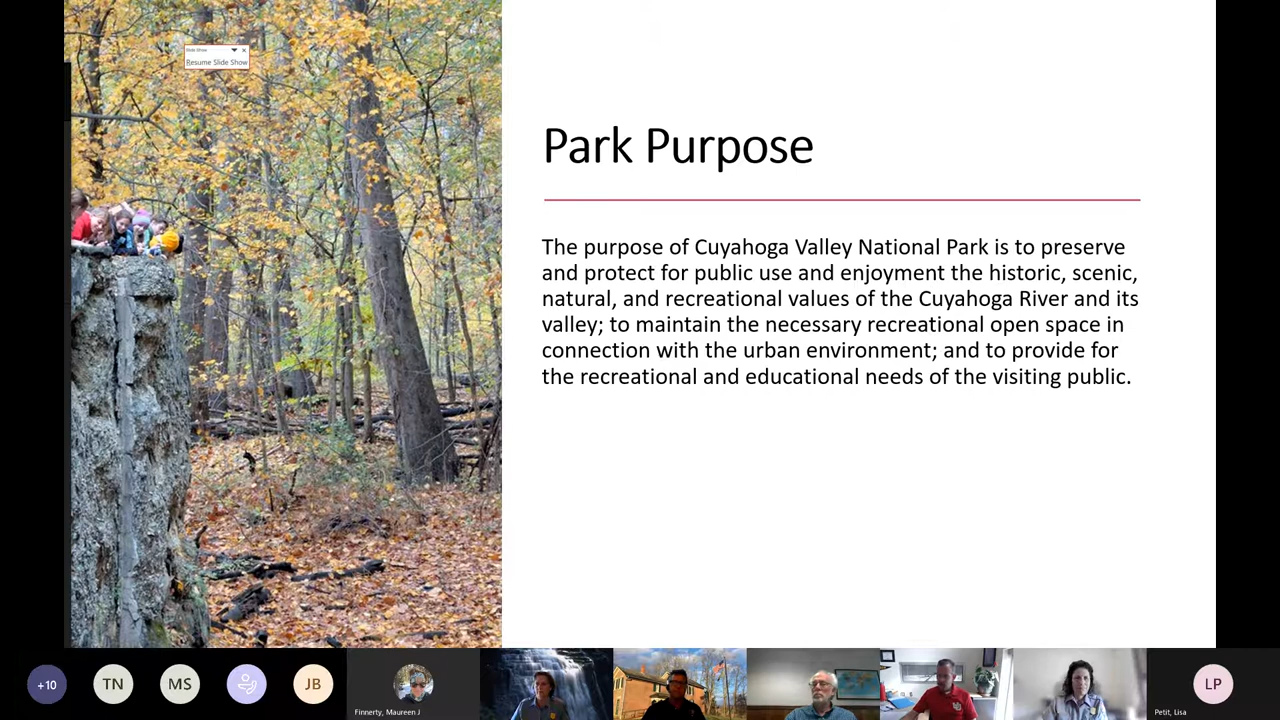 Slide Show
Resume Slide Show
Park Purpose
The purpose of Cuyahoga Valley National Park is to preserve
and protect for public use and enjoyment the historic, scenic,
natural, and recreational values of the Cuyahoga River and its
valley; to maintain the necessary recreational open space in
connection with the urban environment; and to provide for
the recreational and educational needs of the visiting public.
+10
TN
MS
JB
Finnerty, Maureen J
LP
Petit, Lisa